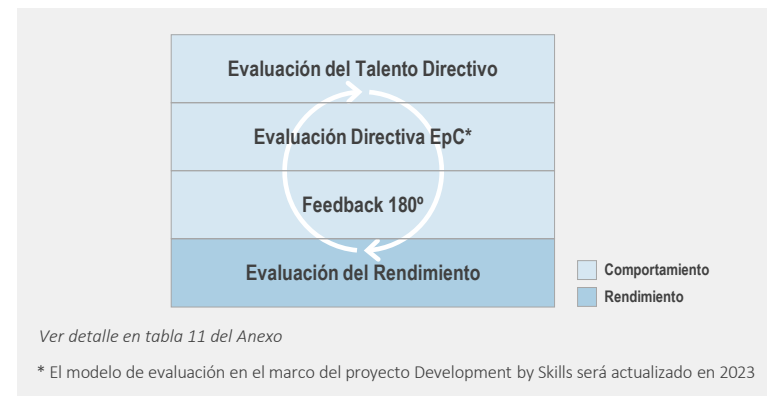 Evaluación del Talento Directivo
Evaluación Directiva EpC*
Feedback 180º
Evaluación del Rendimiento
Comportamiento
Rendimiento
Ver detalle en tabla 11 del Anexo
* El modelo de evaluación en el marco del proyecto Development by Skills será actualizado en 2023